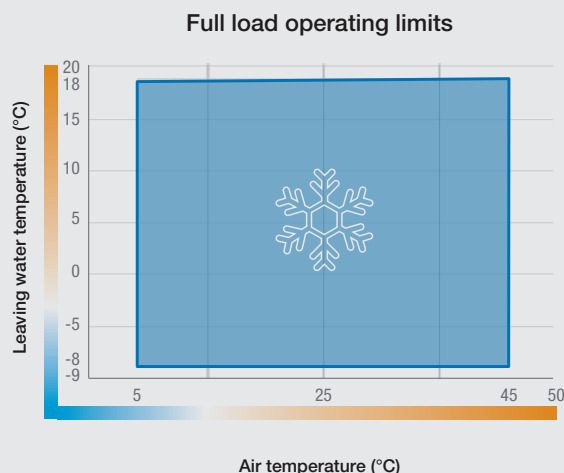 Full load operating limits
Leaving water temperature (°C)
20
18
15
10
5
0
-5
-8
-9
5 25 45 50
Air temperature (°C)